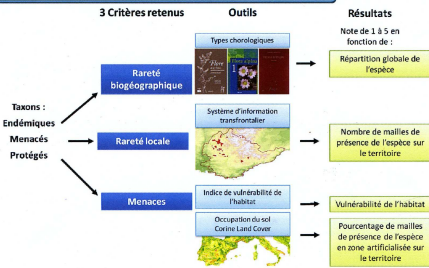 3 Critères retenus
Outils
Résultats
Types chorologiques
Note de 1 à 5 en
fonction de :
Flore
1
Rareté
biogéographique
Répartition globale de
l'espèce
Taxons :
Endémiques
Menacés
Protégés
Système d'information
transfrontalier
Rareté locale
Nombre de mailles de
présence de l'espèce sur
le territoire
Menaces
Indice de vulnérabilité de
l'habitat
Vulnérabilité de l'habitat
Occupation du sol
Corine Land Cover
Pourcentage de mailles
de présence de l'espèce
en zone artificialisée sur
le territoire